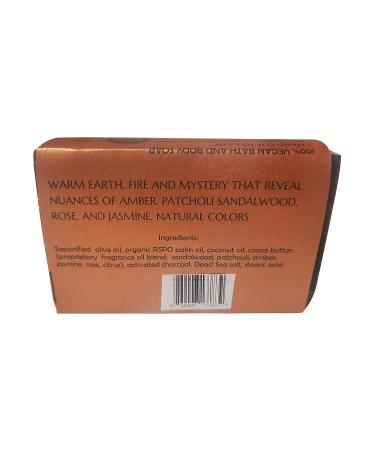 100% VEGAN BATH AND BODY SOAP
WARM EARTH, FIRE AND MYSTERY THAT REVEAL
NUANCES OF AMBER, PATCHOLI SANDALWOOD,
ROSE, AND JASMINE, NATURAL COLORS
Ingredients:
Saponified olive oil, organic RSPO palm oil, coconut oil, cocoa butter,
(proprietary fragrance oil blend: sandalwood, patchouli, amber,
jasmine, rose, citrus), activated charcoal, Dead Sea salt, stearic acid